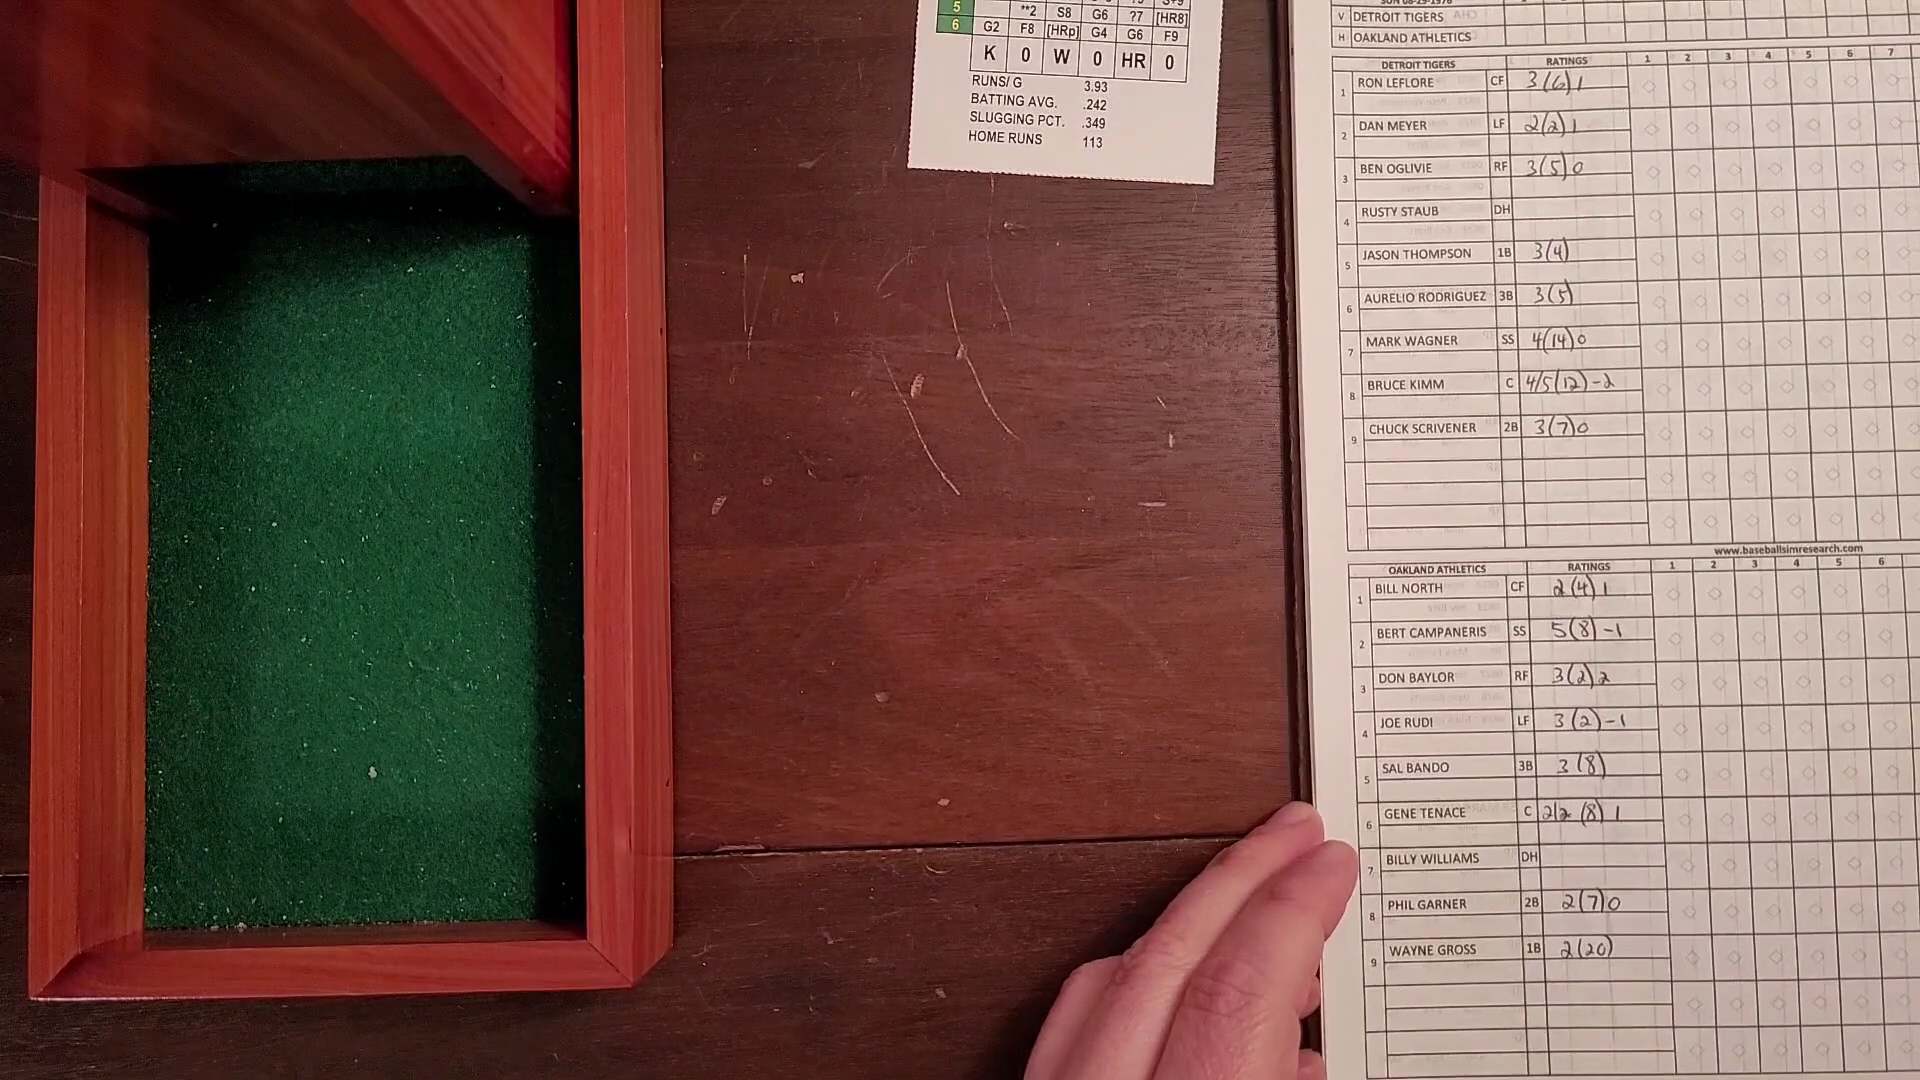 5 **2 S8 G6 ?7 [HR8]
6 G2 F8 [HRp] G4 G6 F9
K 0 W 0 HR 0
RUNS/ G 3.93
BATTING AVG. .242
SLUGGING PCT. .349
HOME RUNS 113
V DETROIT TIGERS
H OAKLAND ATHLETICS
DETROIT TIGERS RATINGS 1 2 3 4 5 6 7
1 RON LEFLORE CF 3(6)1
2 DAN MEYER LF 2(2)1
3 BEN OGLIVIE RF 3(5)0
4 RUSTY STAUB DH
5 JASON THOMPSON 1B 3(4)
6 AURELIO RODRIGUEZ 3B 3(5)
7 MARK WAGNER SS 4(14)0
8 BRUCE KIMM C 4/5(12)-2
9 CHUCK SCRIVENER 2B 3(7)0
www.baseballsimresearch.com
OAKLAND ATHLETICS RATINGS 1 2 3 4 5 6
1 BILL NORTH CF 2(4)1
2 BERT CAMPANERIS SS 5(8)-1
3 DON BAYLOR RF 3(2)2
4 JOE RUDI LF 3(2)-1
5 SAL BANDO 3B 3(8)
6 GENE TENACE C 2/2(8)1
7 BILLY WILLIAMS DH
8 PHIL GARNER 2B 2(7)0
9 WAYNE GROSS 1B 2(20)